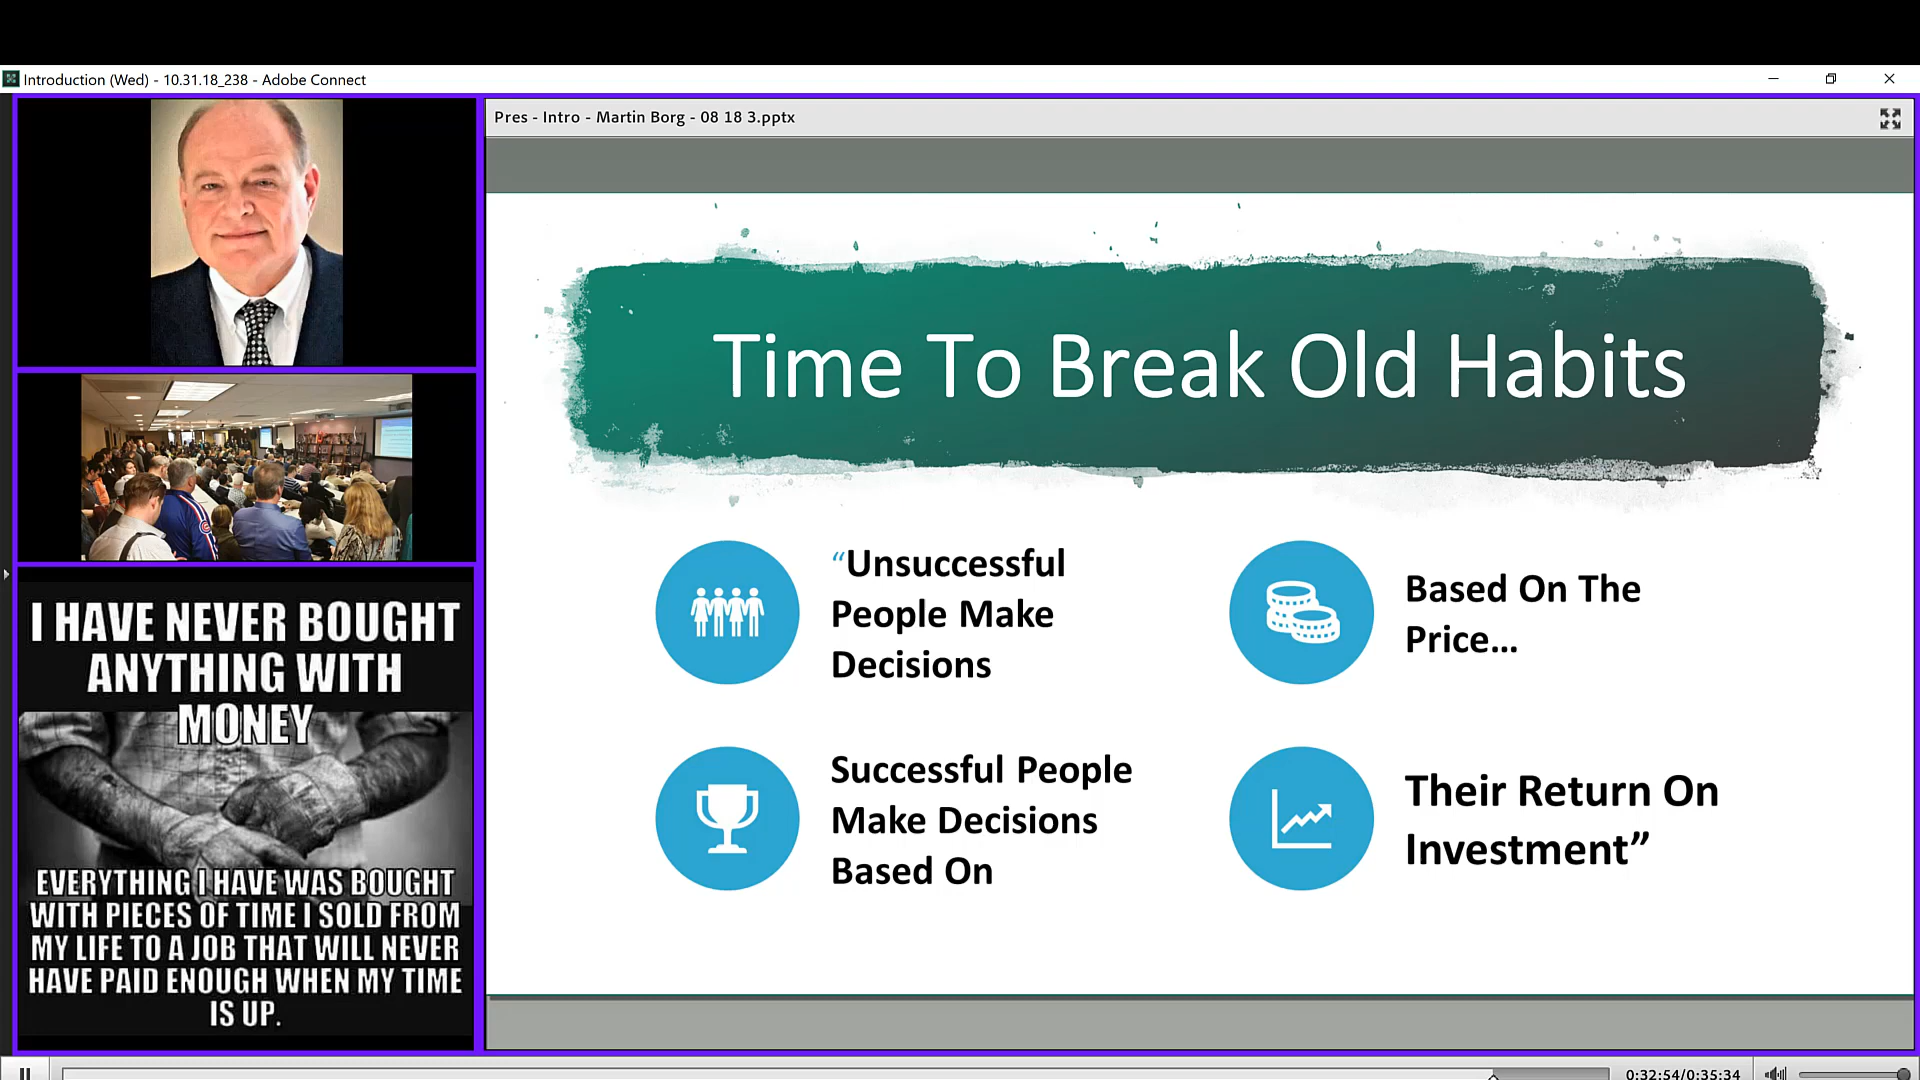 Introduction (Wed) - 10.31.18_238 - Adobe Connect
Pres - Intro - Martin Borg - 08 18 3.pptx
I HAVE NEVER BOUGHT
ANYTHING WITH
MONEY
EVERYTHING I HAVE WAS BOUGHT
WITH PIECES OF TIME I SOLD FROM
MY LIFE TO A JOB THAT WILL NEVER
HAVE PAID ENOUGH WHEN MY TIME
IS UP.
Time To Break Old Habits
“Unsuccessful
People Make
Decisions
Based On The
Price...
Successful People
Make Decisions
Based On
Their Return On
Investment”
0:32:54/0:35:34